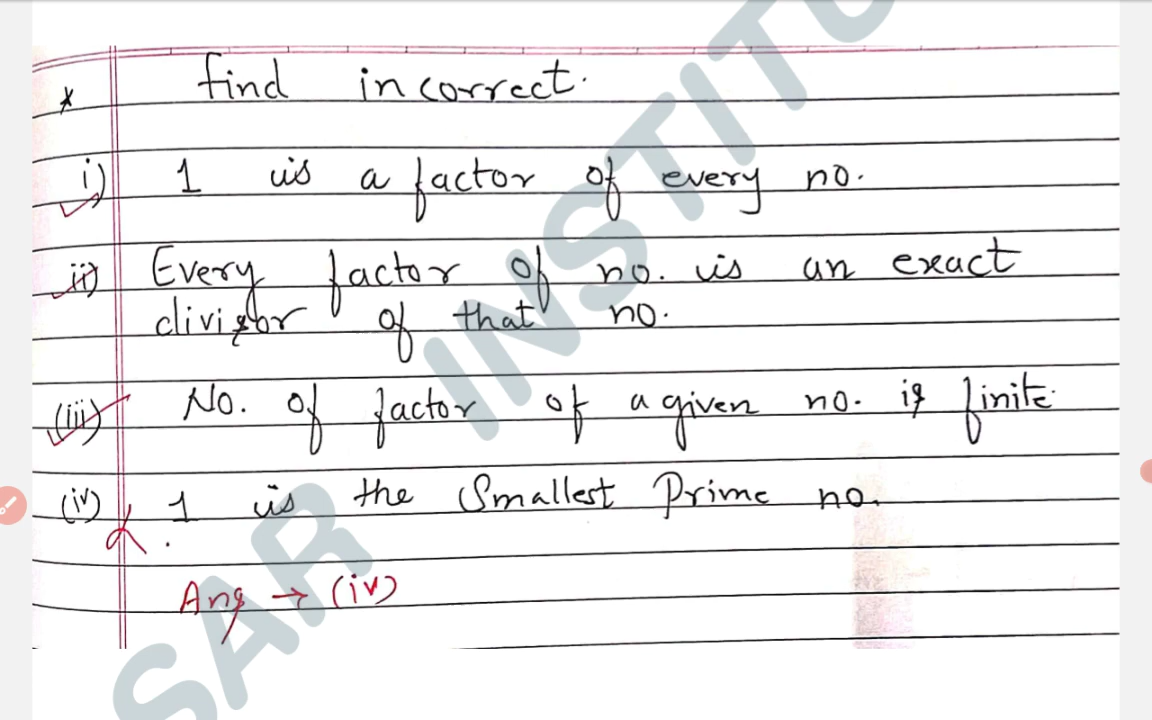 * find incorrect.
i) 1 is a factor of every no.
ii) Every factor of no. is an exact
divisor of that no.
(iii) No. of factor of a given no. is finite.
(iv) 1 is the smallest Prime no.
Ans → (iv)
SAR INSTITU